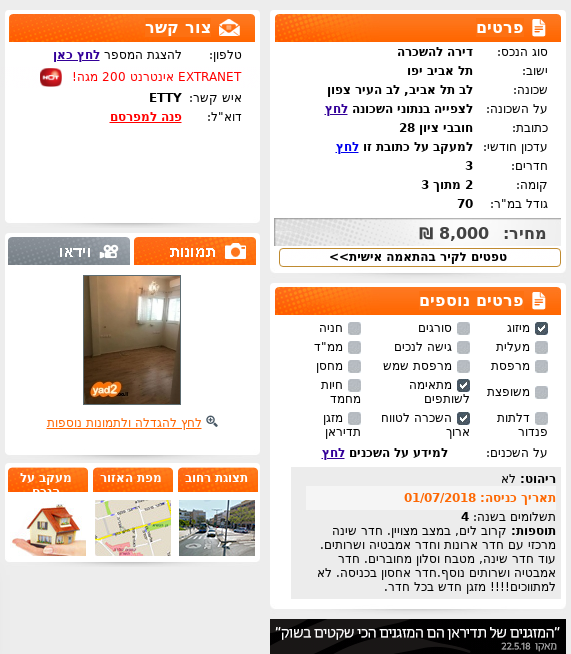 פרטים
סוג הנכס: דירה להשכרה
ישוב: תל אביב יפו
שכונה: לב תל אביב, לב העיר צפון
על השכונה: לצפייה בנתוני השכונה לחץ
כתובת: חובבי ציון 28
עדכון חודשי: למעקב על כתובת זו לחץ
חדרים: 3
קומה: 2 מתוך 3
גודל במ"ר: 70
מחיר: 8,000 ₪
טפטים לקיר בהתאמה אישית>>
פרטים נוספים
מיזוג סורגים חניה
מעלית גישה לנכים ממ"ד
מרפסת מרפסת שמש מחסן
משופצת מתאימה לשותפים חיות מחמד
דלתות פנדור השכרה לטווח ארוך מזגן תדיראן
על השכנים: למידע על השכנים לחץ
ריהוט: לא
תאריך כניסה: 01/07/2018
תשלומים בשנה: 4
תוספות: קרוב לים, במצב מצויין. חדר שינה
מרכזי עם חדר ארונות וחדר אמבטיה ושרותים.
עוד חדר שינה, מטבח וסלון מחוברים. חדר
אמבטיה ושרותים נוסף.חדר אחסון בכניסה. לא
למתווכים!!!! מזגן חדש בכל חדר.
"המזגנים של תדיראן הם המזגנים הכי שקטים בשוק"
מאקו 22.5.18
צור קשר
טלפון: להצגת המספר לחץ כאן
EXTRANET אינטרנט 200 מגה! HOT
איש קשר: ETTY
דוא"ל: פנה למפרסם
תמונות
וידאו
yad2
לחץ להגדלה ולתמונות נוספות
תצוגת רחוב
מפת האזור
מעקב על
הנכס